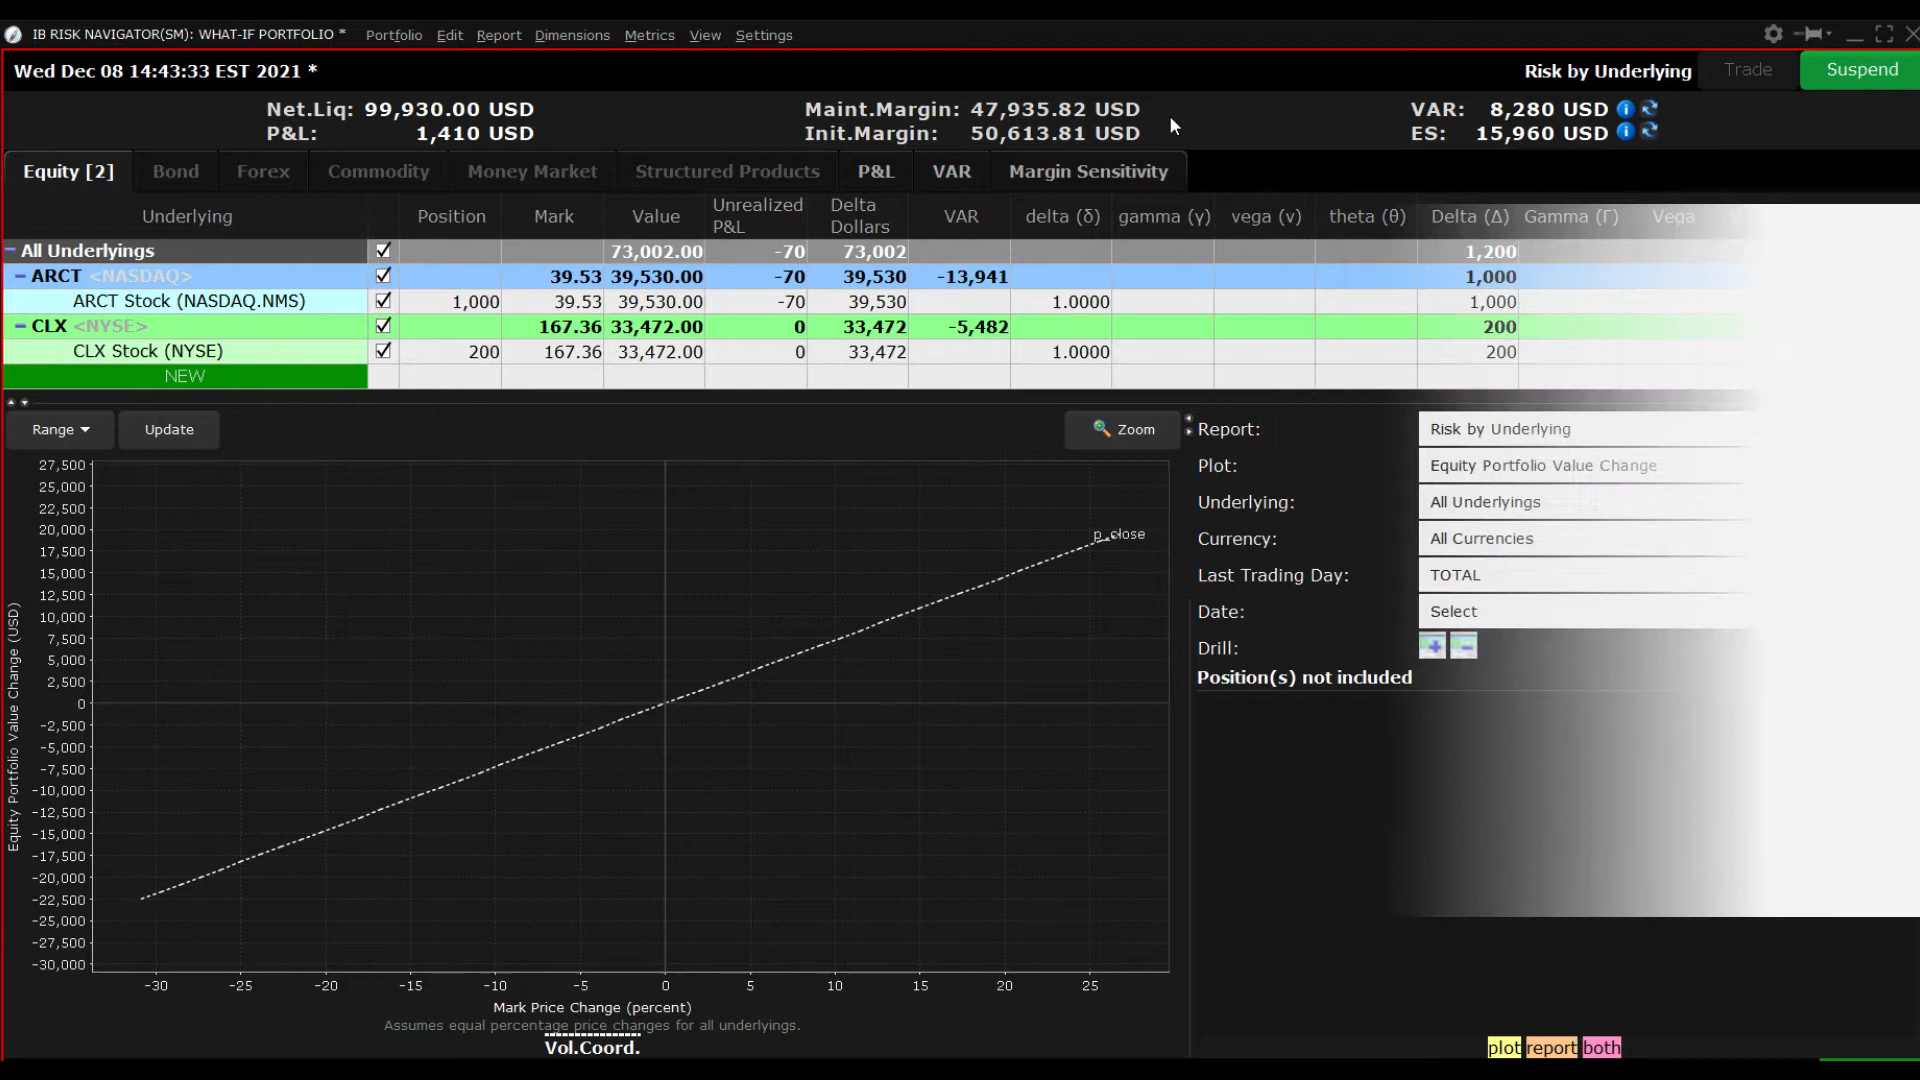 IB RISK NAVIGATOR(SM): WHAT-IF PORTFOLIO * Portfolio Edit Report Dimensions Metrics View Settings
Wed Dec 08 14:43:33 EST 2021 * Risk by Underlying Trade Suspend
Net.Liq: 99,930.00 USD Maint.Margin: 47,935.82 USD VAR: 8,280 USD
P&L: 1,410 USD Init.Margin: 50,613.81 USD ES: 15,960 USD
Equity [2] Bond Forex Commodity Money Market Structured Products P&L VAR Margin Sensitivity
Underlying Position Mark Value Unrealized P&L Delta Dollars VAR delta (δ) gamma (γ) vega (v) theta (θ) Delta (Δ) Gamma (Γ) Vega
All Underlyings 73,002.00 -70 73,002 1,200
ARCT <NASDAQ> 39.53 39,530.00 -70 39,530 -13,941 1,000
ARCT Stock (NASDAQ.NMS) 1,000 39.53 39,530.00 -70 39,530 1.0000 1,000
CLX <NYSE> 167.36 33,472.00 0 33,472 -5,482 200
CLX Stock (NYSE) 200 167.36 33,472.00 0 33,472 1.0000 200
NEW
Range Update Zoom
Report: Risk by Underlying
Plot: Equity Portfolio Value Change
Underlying: All Underlyings
Currency: All Currencies
Last Trading Day: TOTAL
Date: Select
Drill:
Position(s) not included
Equity Portfolio Value Change (USD)
27,500
25,000
22,500
20,000
17,500
15,000
12,500
10,000
7,500
5,000
2,500
0
-2,500
-5,000
-7,500
-10,000
-12,500
-15,000
-17,500
-20,000
-22,500
-25,000
-27,500
-30,000
p_close
-30 -25 -20 -15 -10 -5 0 5 10 15 20 25
Mark Price Change (percent)
Assumes equal percentage price changes for all underlyings.
Vol.Coord.
plot report both